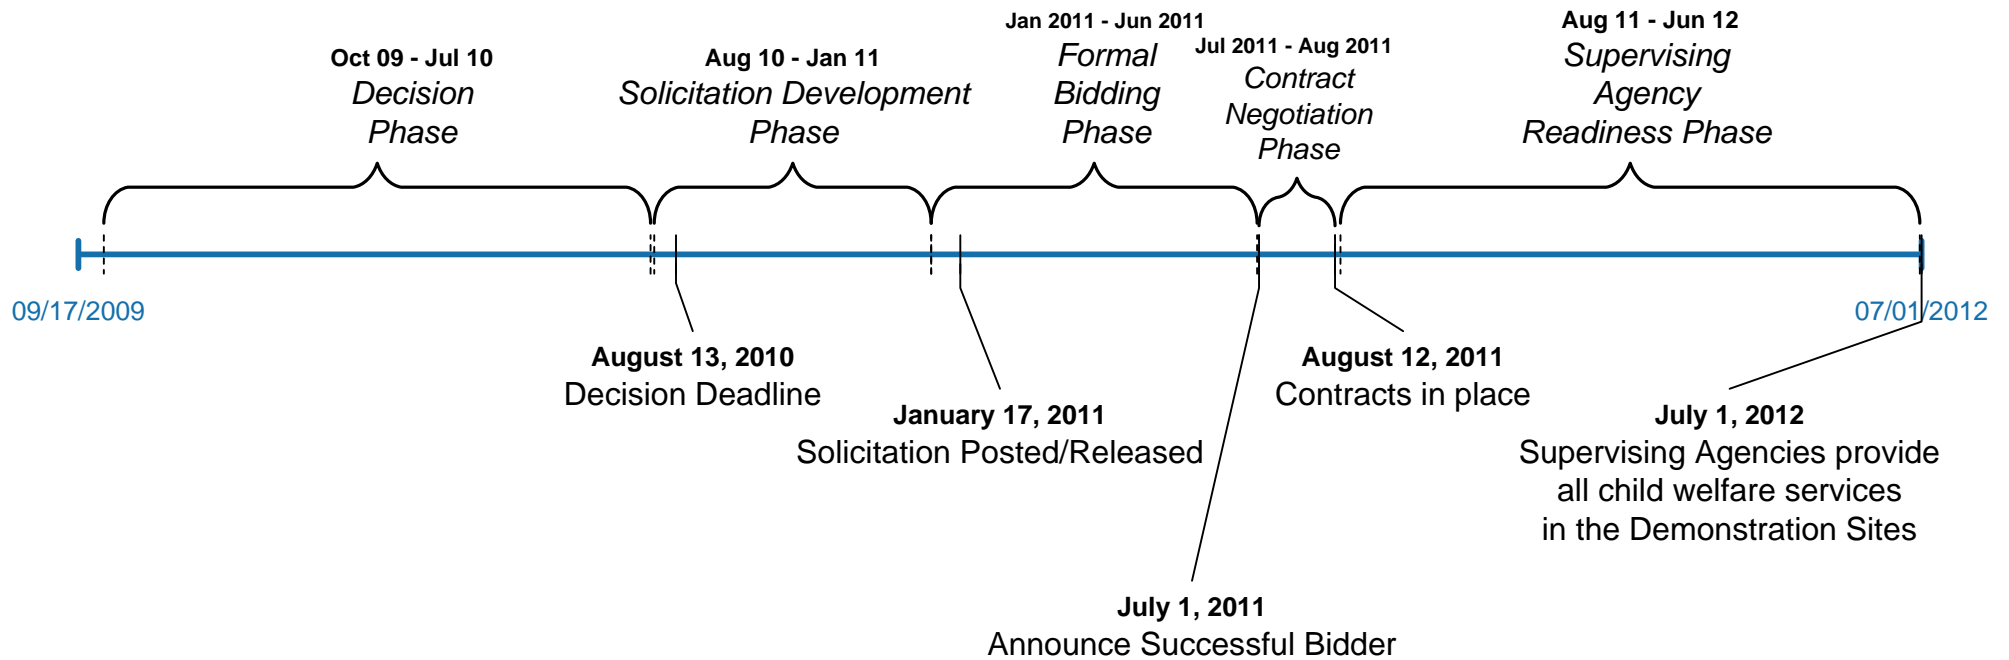 Oct 09 - Jul 10
Decision
Phase
Aug 10 - Jan 11
Solicitation Development
Phase
Jan 2011 - Jun 2011
Formal
Bidding
Phase
Jul 2011 - Aug 2011
Contract
Negotiation
Phase
Aug 11 - Jun 12
Supervising
Agency
Readiness Phase
09/17/2009
07/01/2012
August 13, 2010
Decision Deadline
January 17, 2011
Solicitation Posted/Released
July 1, 2011
Announce Successful Bidder
August 12, 2011
Contracts in place
July 1, 2012
Supervising Agencies provide
all child welfare services
in the Demonstration Sites